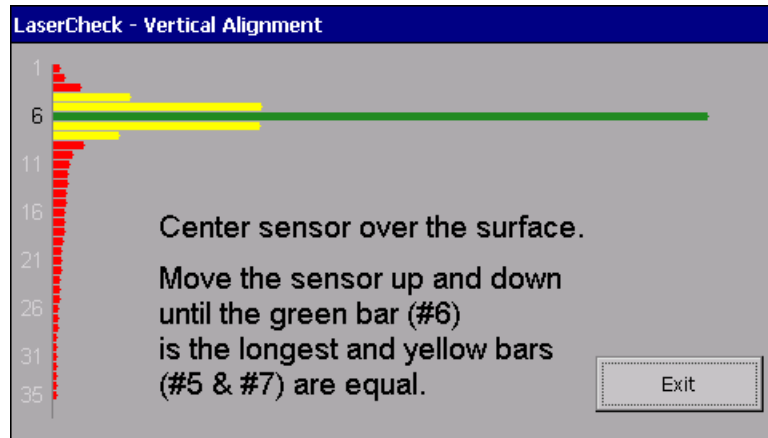 LaserCheck - Vertical Alignment
1
6
11
16
21
26
31
35
Center sensor over the surface.
Move the sensor up and down
until the green bar (#6)
is the longest and yellow bars
(#5 & #7) are equal.
Exit